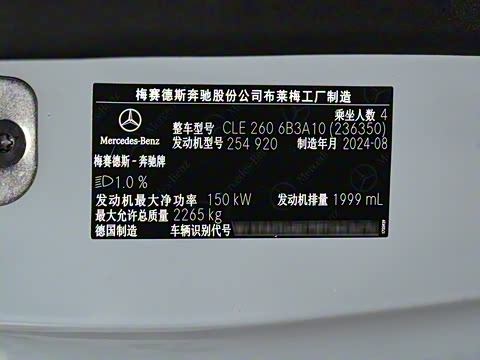 梅赛德斯奔驰股份公司布莱梅工厂制造
乘坐人数 4
Mercedes-Benz
整车型号 CLE 260 6B3A10 (236350)
发动机型号 254 920 制造年月 2024-08
梅赛德斯-奔驰牌
1.0 %
发动机最大净功率 150 kW 发动机排量 1999 mL
最大允许总质量 2265 kg
德国制造 车辆识别代号